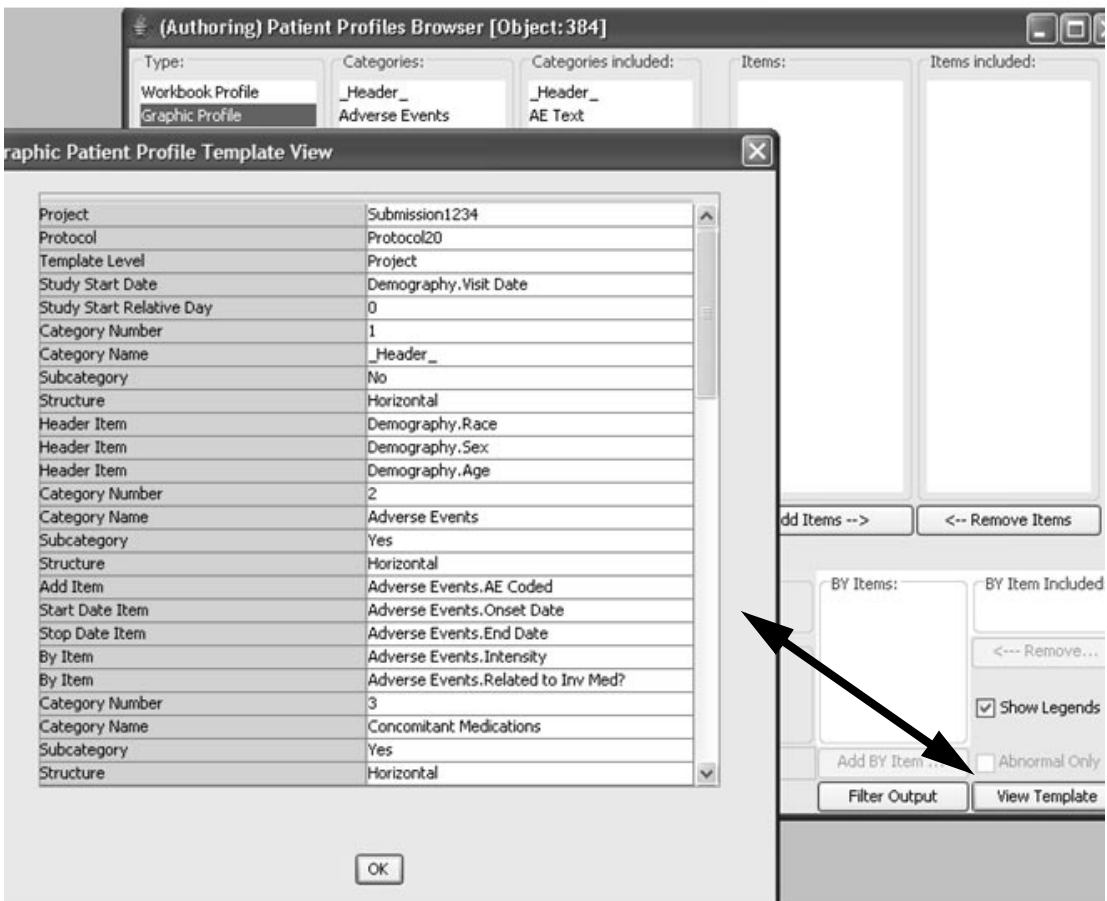 (Authoring) Patient Profiles Browser [Object:384]
Type: Categories: Categories included: Items: Items included:
Workbook Profile _Header_ _Header_
Graphic Profile Adverse Events AE Text
raphic Patient Profile Template View
Project Submission1234
Protocol Protocol20
Template Level Project
Study Start Date Demography.Visit Date
Study Start Relative Day 0
Category Number 1
Category Name _Header_
Subcategory No
Structure Horizontal
Header Item Demography.Race
Header Item Demography.Sex
Header Item Demography.Age
Category Number 2
Category Name Adverse Events
Subcategory Yes
Structure Horizontal
Add Item Adverse Events.AE Coded
Start Date Item Adverse Events.Onset Date
Stop Date Item Adverse Events.End Date
By Item Adverse Events.Intensity
By Item Adverse Events.Related to Inv Med?
Category Number 3
Category Name Concomitant Medications
Subcategory Yes
Structure Horizontal
OK
dd Items --> <-- Remove Items
BY Items: BY Item Included
<--- Remove...
Show Legends
Add BY Item ... Abnormal Only
Filter Output View Template